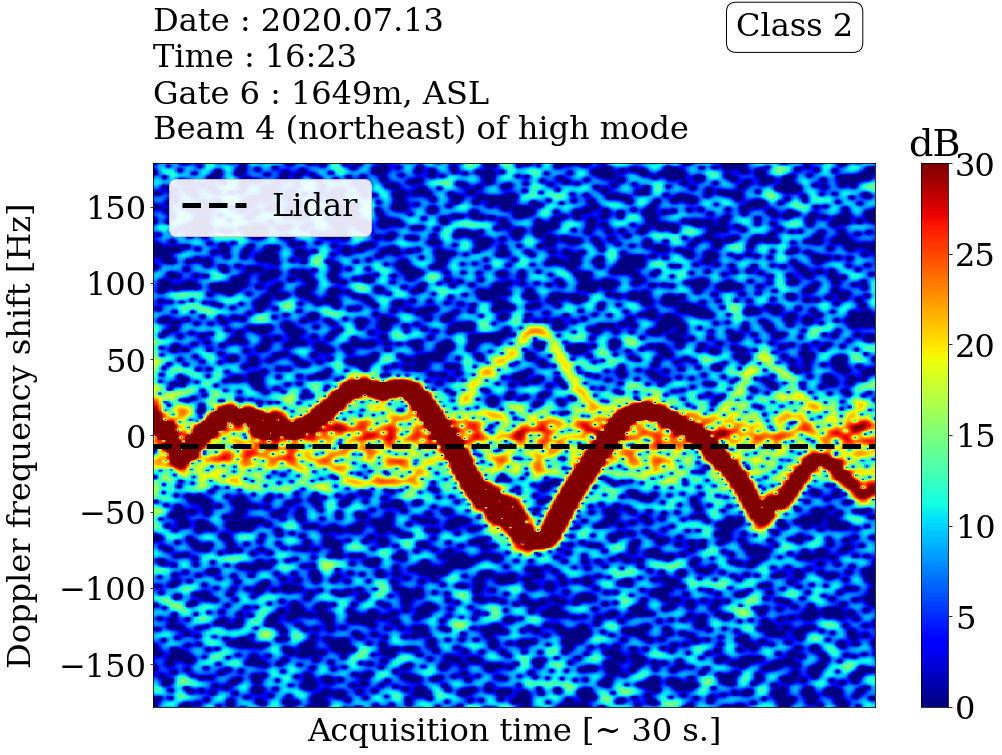 Date : 2020.07.13
Time : 16:23
Gate 6 : 1649m, ASL
Beam 4 (northeast) of high mode
Class 2
dB
Lidar
Doppler frequency shift [Hz]
150
100
50
0
−50
−100
−150
30
25
20
15
10
5
0
Acquisition time [~ 30 s.]